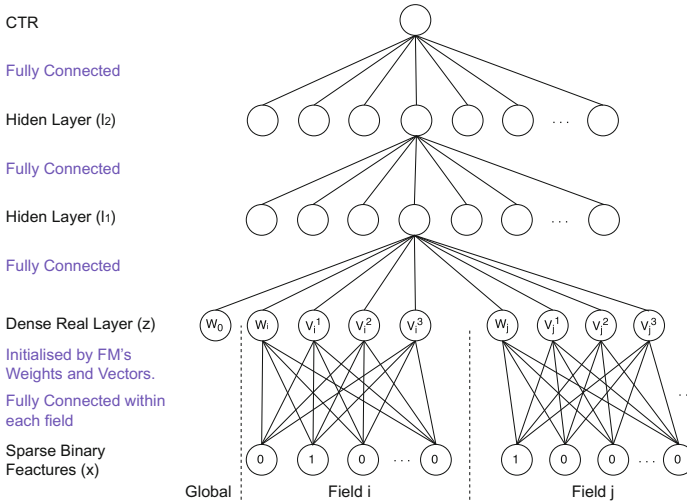 CTR
Fully Connected
Hiden Layer (l2)
. . .
Fully Connected
Hiden Layer (l1)
. . .
Fully Connected
Dense Real Layer (z)
W0 Wi Vi1 Vi2 Vi3 Wj Vj1 Vj2 Vj3
Initialised by FM's
Weights and Vectors.
Fully Connected within
each field
. .
Sparse Binary
Feactures (x)
0 1 0 . . . 0 1 0 0 . . . 0
Global Field i Field j